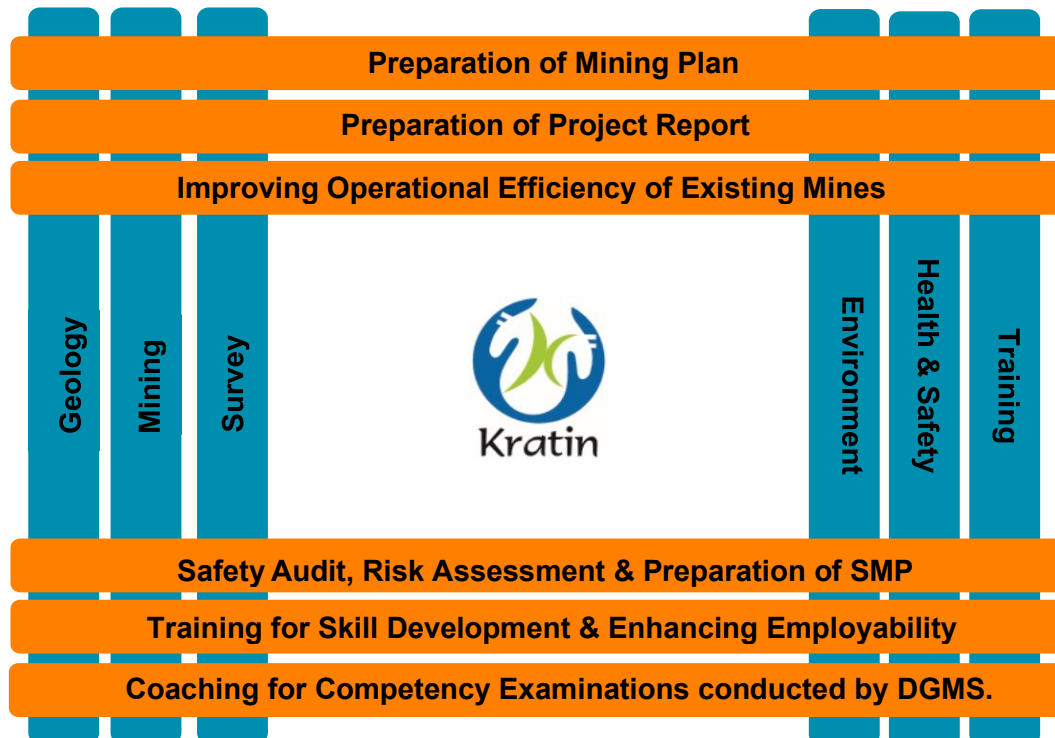 Preparation of Mining Plan
Preparation of Project Report
Improving Operational Efficiency of Existing Mines
Geology
Mining
Survey
Kratin
Environment
Health & Safety
Training
Safety Audit, Risk Assessment & Preparation of SMP
Training for Skill Development & Enhancing Employability
Coaching for Competency Examinations conducted by DGMS.